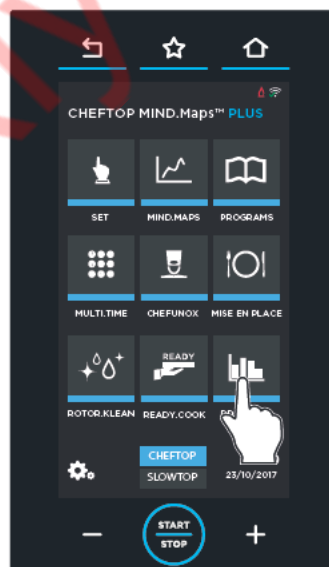 CHEFTOP MIND.Maps™ PLUS
SET MIND.MAPS PROGRAMS
MULTI.TIME CHEFUNOX MISE EN PLACE
READY
ROTOR.KLEAN READY.COOK
CHEFTOP
SLOWTOP 23/10/2017
START
STOP